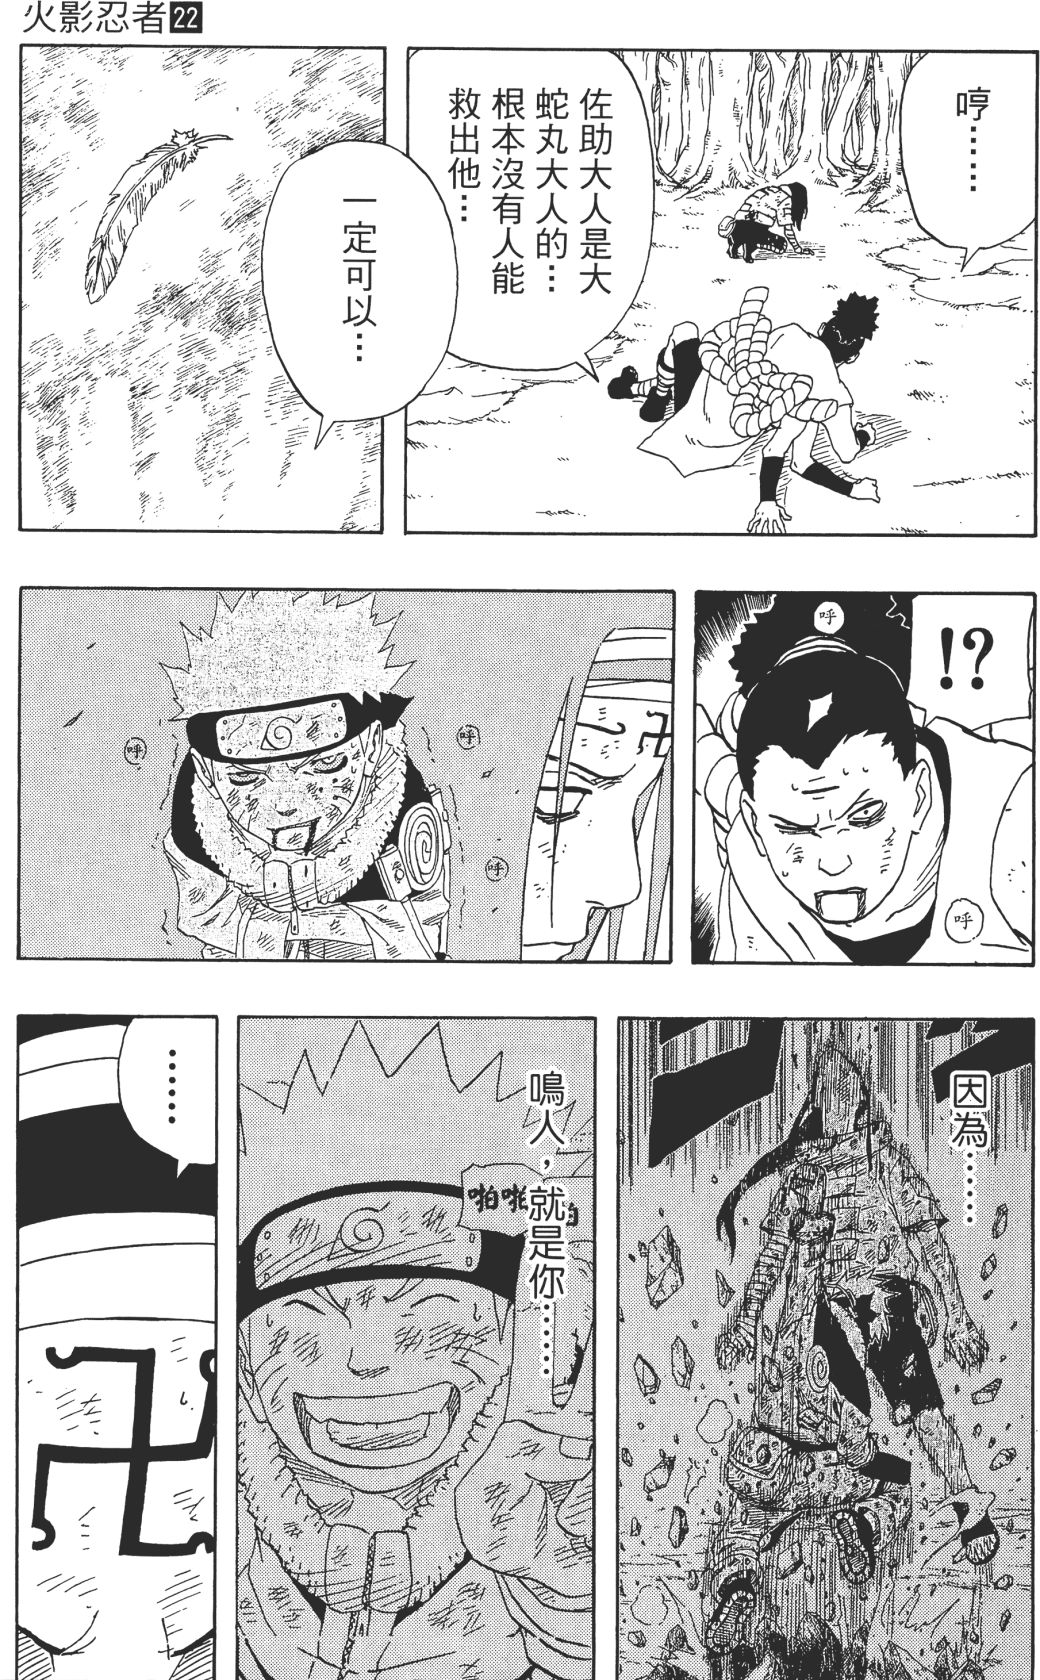 火影忍者22
哼……
佐助大人是大
蛇丸大人的…
根本沒有人能
救出他…
一定可以…
!?
呼
呼
呼
呼
呼
因為……
鳴人，就是你……
啪啪啪
……